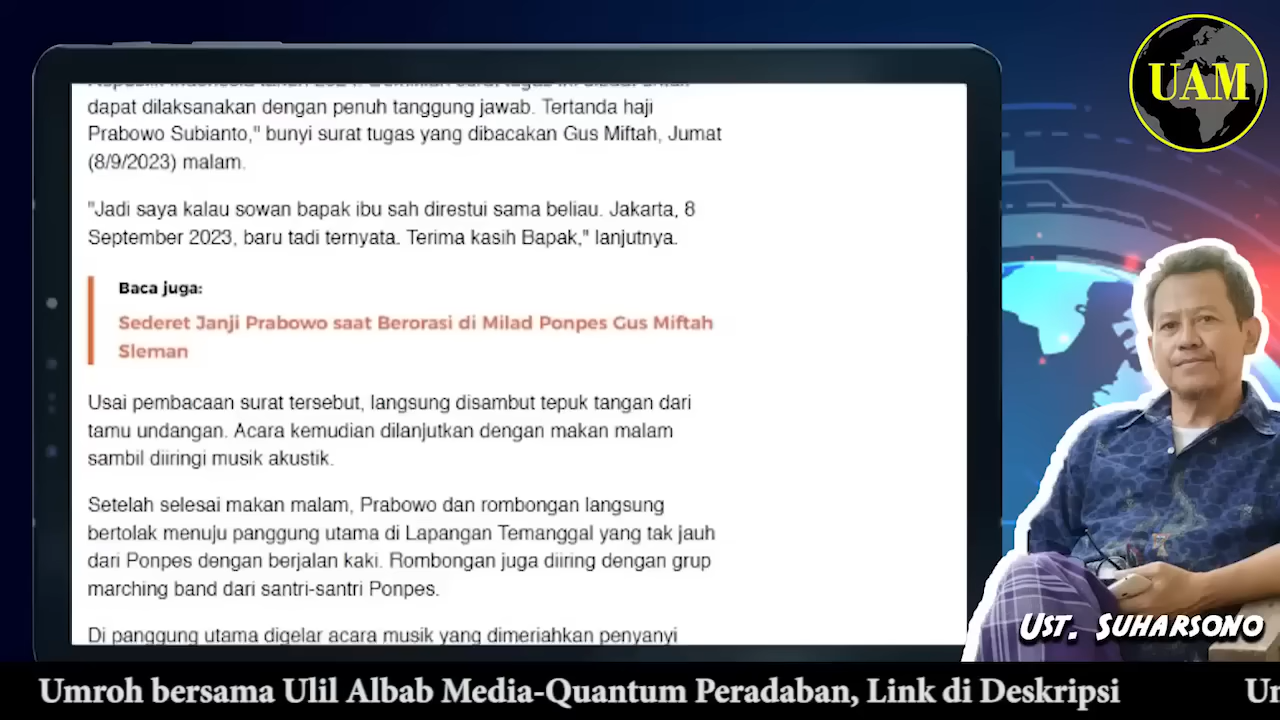 dapat dilaksanakan dengan penuh tanggung jawab. Tertanda haji
Prabowo Subianto," bunyi surat tugas yang dibacakan Gus Miftah, Jumat
(8/9/2023) malam.
"Jadi saya kalau sowan bapak ibu sah direstui sama beliau. Jakarta, 8
September 2023, baru tadi ternyata. Terima kasih Bapak," lanjutnya.
Baca juga:
Sederet Janji Prabowo saat Berorasi di Milad Ponpes Gus Miftah
Sleman
Usai pembacaan surat tersebut, langsung disambut tepuk tangan dari
tamu undangan. Acara kemudian dilanjutkan dengan makan malam
sambil diiringi musik akustik.
Setelah selesai makan malam, Prabowo dan rombongan langsung
bertolak menuju panggung utama di Lapangan Temanggal yang tak jauh
dari Ponpes dengan berjalan kaki. Rombongan juga diiring dengan grup
marching band dari santri-santri Ponpes.
Di panggung utama digelar acara musik yang dimeriahkan penyanyi
UAM
Ust. Suharsono
Umroh bersama Ulil Albab Media-Quantum Peradaban, Link di Deskripsi